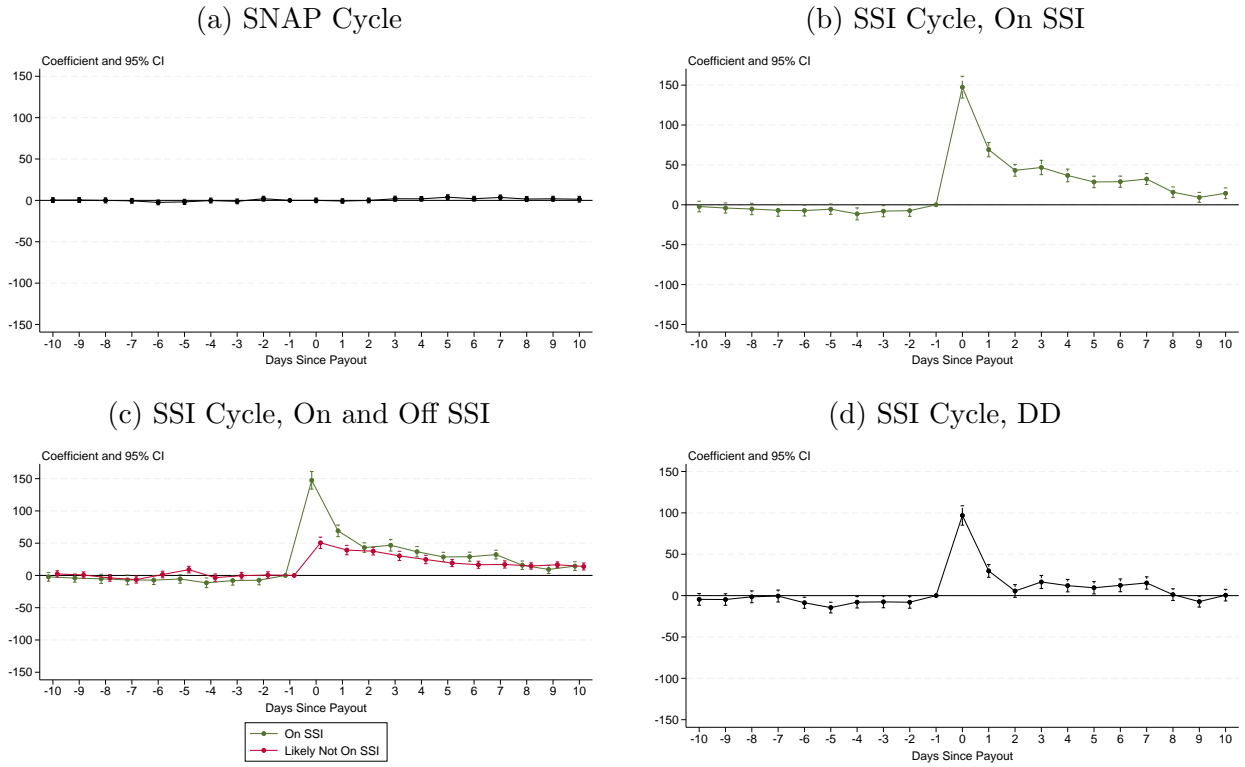 (a) SNAP Cycle
Coefficient and 95% CI
150
100
50
0
-50
-100
-150
-10 -9 -8 -7 -6 -5 -4 -3 -2 -1 0 1 2 3 4 5 6 7 8 9 10
Days Since Payout
(b) SSI Cycle, On SSI
Coefficient and 95% CI
150
100
50
0
-50
-100
-150
-10 -9 -8 -7 -6 -5 -4 -3 -2 -1 0 1 2 3 4 5 6 7 8 9 10
Days Since Payout
(c) SSI Cycle, On and Off SSI
Coefficient and 95% CI
150
100
50
0
-50
-100
-150
-10 -9 -8 -7 -6 -5 -4 -3 -2 -1 0 1 2 3 4 5 6 7 8 9 10
Days Since Payout
On SSI
Likely Not On SSI
(d) SSI Cycle, DD
Coefficient and 95% CI
150
100
50
0
-50
-100
-150
-10 -9 -8 -7 -6 -5 -4 -3 -2 -1 0 1 2 3 4 5 6 7 8 9 10
Days Since Payout